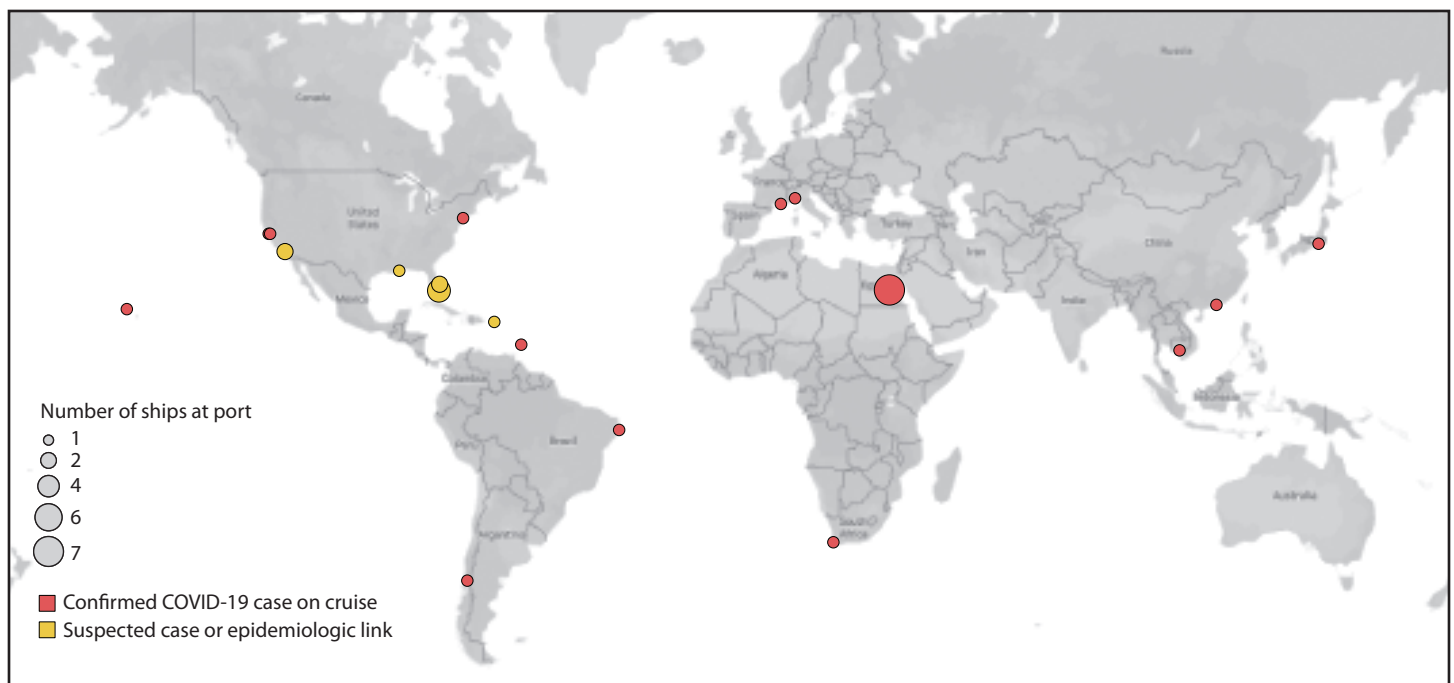 Russia
Canada
France
United
States
Spain
Turkey
China
Iran
Algeria
India
Mexico
Colombia
Indonesia
Number of ships at port
1
Peru
Brazil
2
4
Australia
6
South
Africa
Argentina
7
Confirmed COVID-19 case on cruise
Suspected case or epidemiologic link